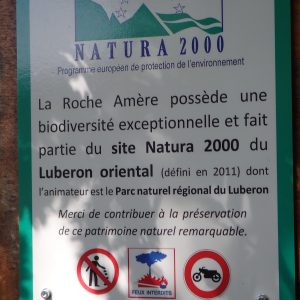 NATURA 2000
Programme européen de protection de l'environnement
La Roche Amère possède une
biodiversité exceptionnelle et fait
partie du site Natura 2000 du
Luberon oriental (défini en 2011) dont
l'animateur est le Parc naturel régional du Luberon
Merci de contribuer à la préservation
de ce patrimoine naturel remarquable.
FEUX INTERDITS